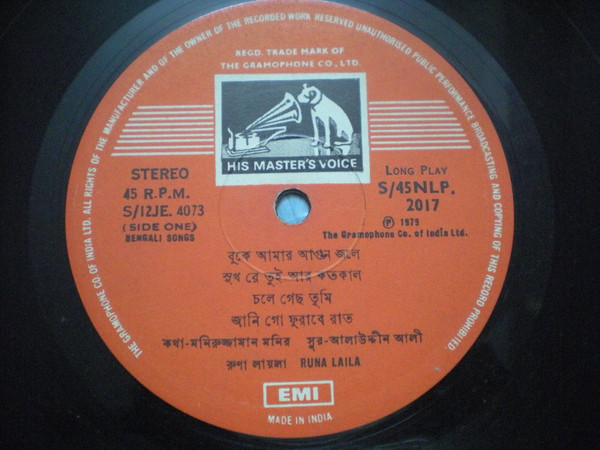 THE GRAMOPHONE CO. OF INDIA LTD. ALL RIGHTS OF THE MANUFACTURER AND OF THE OWNER OF THE RECORDED WORK RESERVED UNAUTHORISED PUBLIC PERFORMANCE BROADCASTING AND COPYING OF THIS RECORD PROHIBITED.
REGD. TRADE MARK OF
THE GRAMOPHONE CO., LTD.
HIS MASTER'S VOICE
STEREO
45 R.P.M.
S/12JE. 4073
(SIDE ONE)
BENGALI SONGS
LONG PLAY
S/45NLP.
2017
Ⓟ 1979
The Gramophone Co. of India Ltd.
বুকে আমার আগুন জ্বলে
সুখ রে তুই আর কতকাল
চলে গেছ তুমি
জানি গো ফুরাবে রাত
কথা-মনিরুজ্জামান মনির সুর-আলাউদ্দীন আলী
রুণা লায়লা RUNA LAILA
EMI
MADE IN INDIA